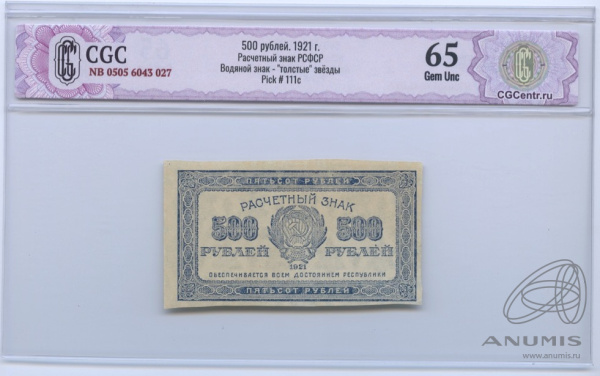 CGC
NB 0505 6043 027
500 рублей. 1921 г.
Расчетный знак РСФСР
Водяной знак - "толстые" звёзды
Pick # 111c
65
Gem Unc
CGC
CGCentr.ru
ПЯТЬСОТ РУБЛЕЙ
РАСЧЕТНЫЙ ЗНАК
500 500
РУБЛЕЙ РУБЛЕЙ
1921
ОБЕСПЕЧИВАЕТСЯ ВСЕМ ДОСТОЯНИЕМ РЕСПУБЛИКИ
ПЯТЬСОТ РУБЛЕЙ
ANUMIS
www.anumis.ru